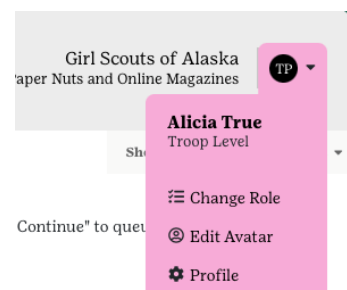 Girl Scouts of Alaska
aper Nuts and Online Magazines
TP
Alicia True
Troop Level
Sh
Change Role
Continue" to queu
Edit Avatar
Profile